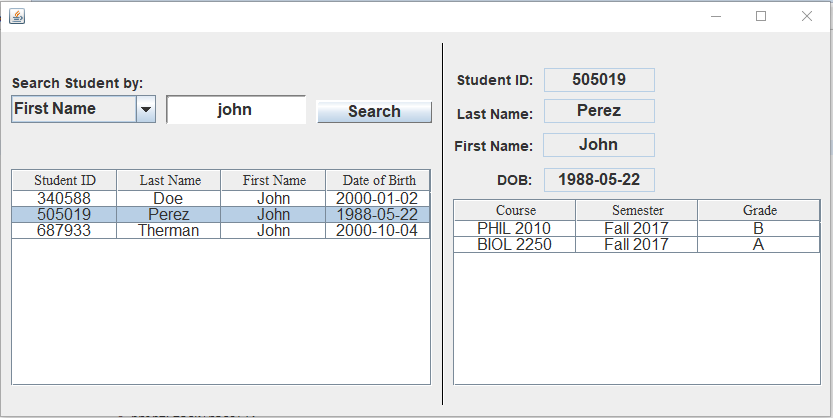 Search Student by:
First Name
john
Search
Student ID Last Name First Name Date of Birth
340588 Doe John 2000-01-02
505019 Perez John 1988-05-22
687933 Therman John 2000-10-04
Student ID: 505019
Last Name: Perez
First Name: John
DOB: 1988-05-22
Course Semester Grade
PHIL 2010 Fall 2017 B
BIOL 2250 Fall 2017 A